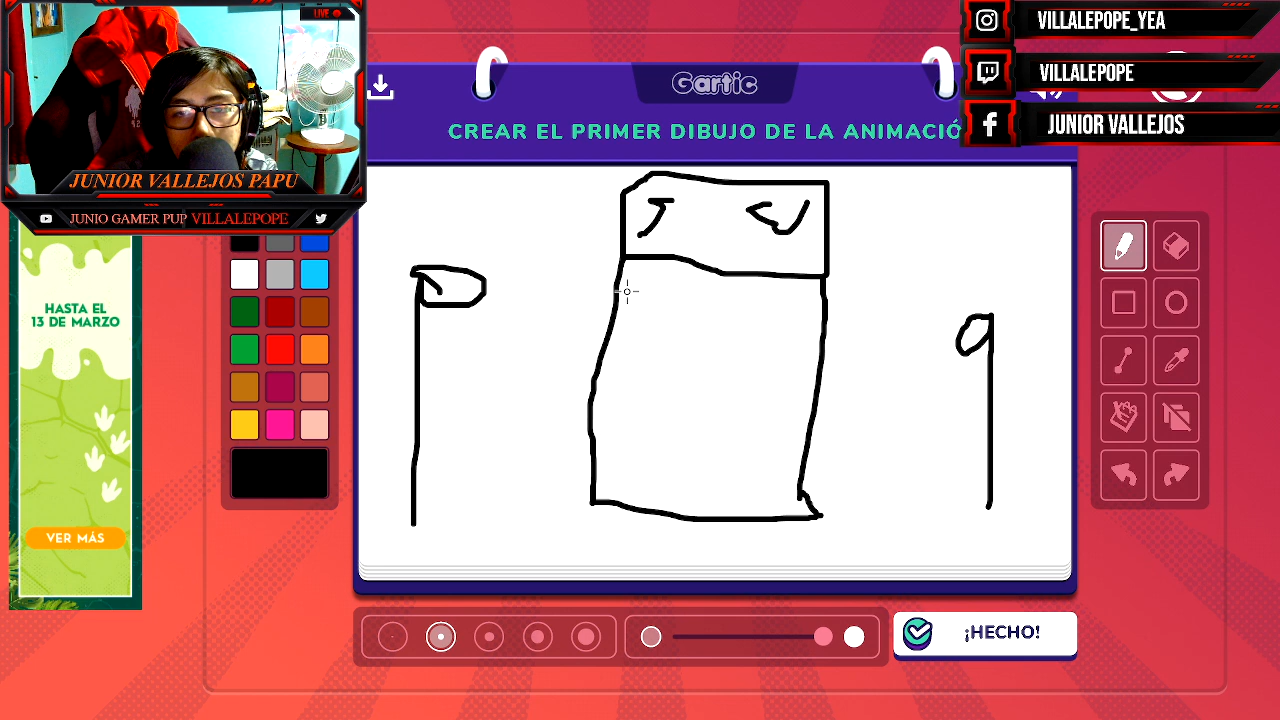 LIVE
JUNIOR VALLEJOS PAPU
JUNIO GAMER PUP VILLALEPOPE
VILLALEPOPE_YEA
VILLALEPOPE
JUNIOR VALLEJOS
Gartic
CREAR EL PRIMER DIBUJO DE LA ANIMACIÓ
HASTA EL
13 DE MARZO
VER MÁS
¡HECHO!